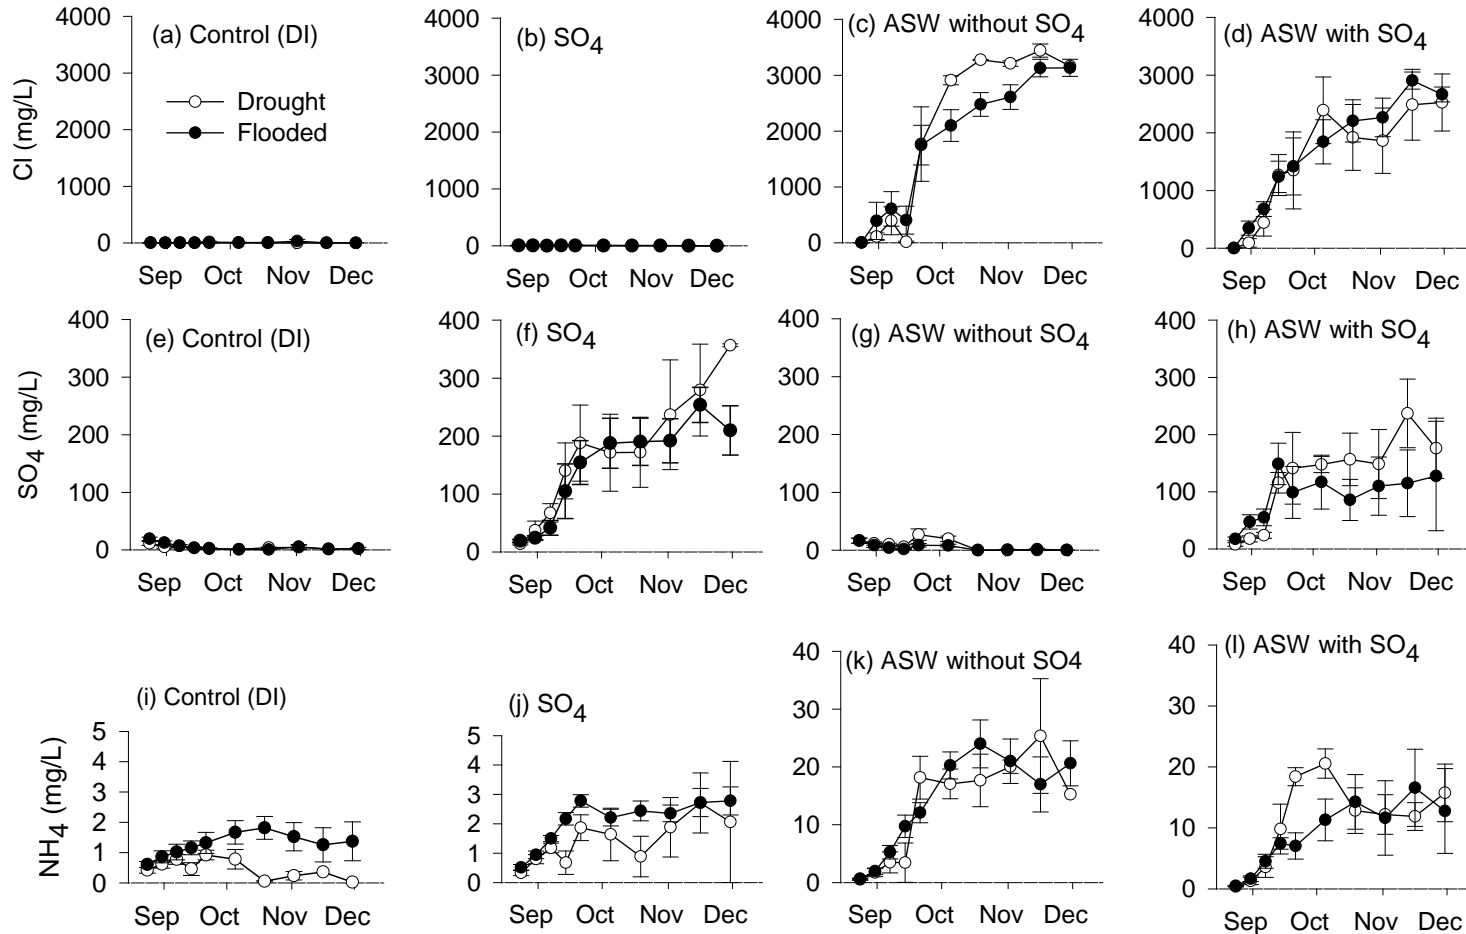 (a) Control (DI)
(b) SO4
(c) ASW without SO4
(d) ASW with SO4
Cl (mg/L)
4000
3000
2000
1000
0
Drought
Flooded
Sep Oct Nov Dec
4000
3000
2000
1000
0
Sep Oct Nov Dec
4000
3000
2000
1000
0
Sep Oct Nov Dec
4000
3000
2000
1000
0
Sep Oct Nov Dec
(e) Control (DI)
(f) SO4
(g) ASW without SO4
(h) ASW with SO4
SO4 (mg/L)
400
300
200
100
0
Sep Oct Nov Dec
400
300
200
100
0
Sep Oct Nov Dec
400
300
200
100
0
Sep Oct Nov Dec
400
300
200
100
0
Sep Oct Nov Dec
(i) Control (DI)
(j) SO4
(k) ASW without SO4
(l) ASW with SO4
NH4 (mg/L)
5
4
3
2
1
0
Sep Oct Nov Dec
5
4
3
2
1
0
Sep Oct Nov Dec
40
30
20
10
0
Sep Oct Nov Dec
40
30
20
10
0
Sep Oct Nov Dec